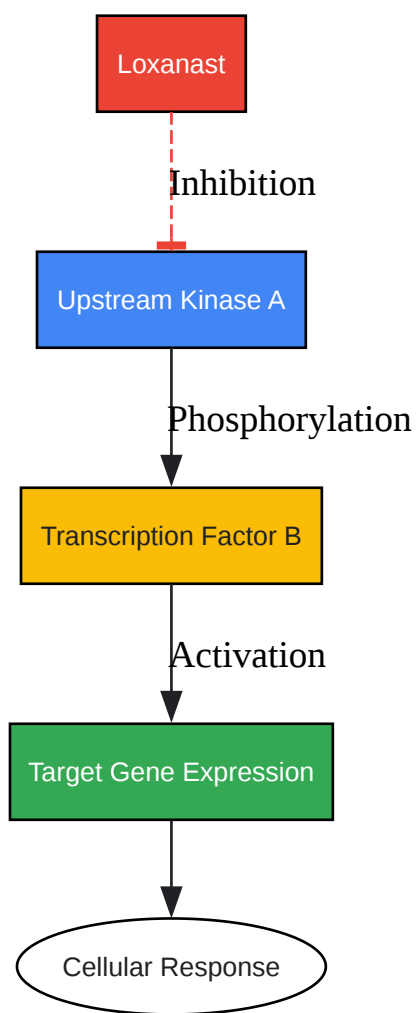 Loxanast
Inhibition
Upstream Kinase A
Phosphorylation
Transcription Factor B
Activation
Target Gene Expression
Cellular Response